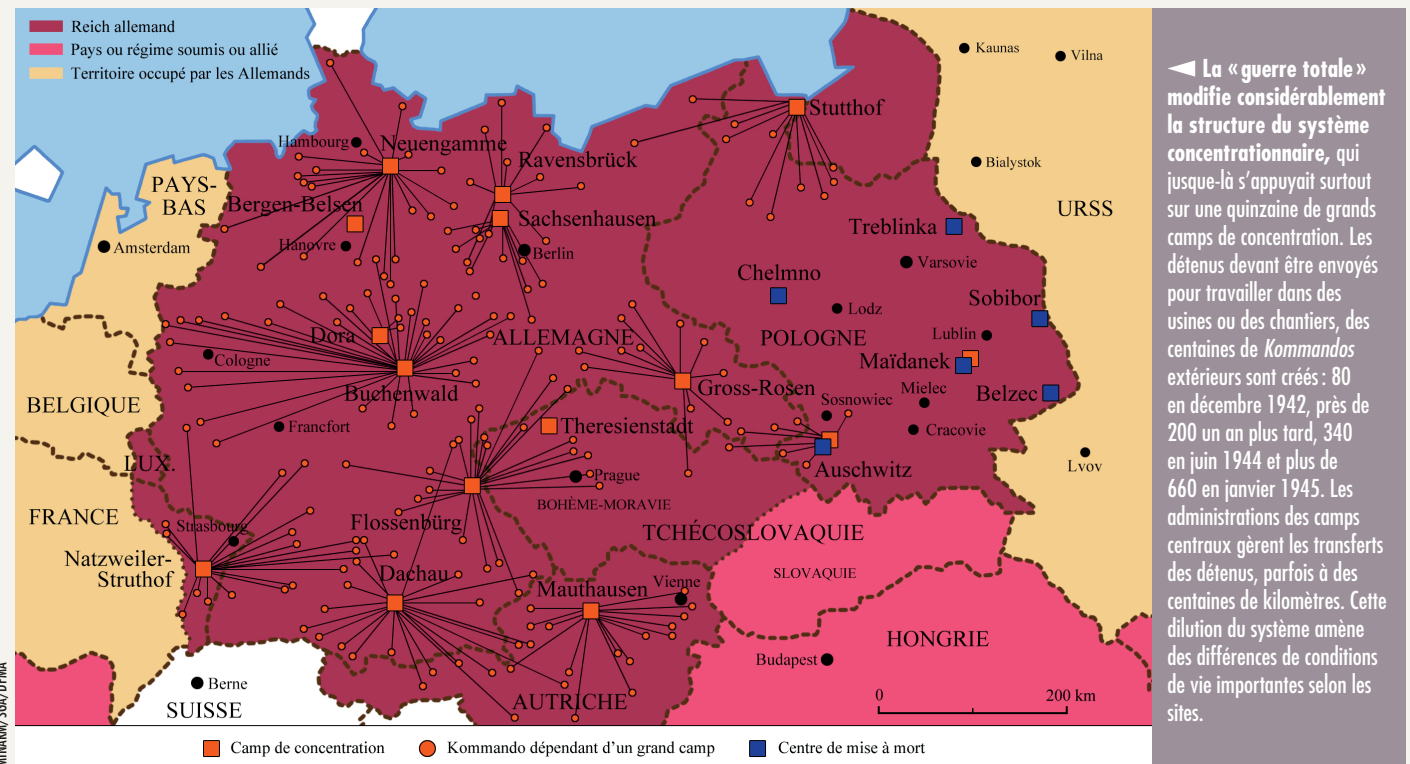 Reich allemand
Pays ou régime soumis ou allié
Territoire occupé par les Allemands
Kaunas
Vilna
Stutthof
Hambourg
Neuengamme
Ravensbrück
Bialystok
PAYS-
BAS
Bergen-Belsen
Sachsenhausen
URSS
Treblinka
Amsterdam
Hanovre
Berlin
Varsovie
Chelmno
Sobibor
Lodz
Dora
ALLEMAGNE
POLOGNE
Lublin
Cologne
Maïdanek
Buchenwald
Gross-Rosen
Mielec
Belzec
BELGIQUE
Sosnowiec
Francfort
Theresienstadt
Cracovie
LUX.
Auschwitz
Lvov
Prague
BOHÈME-MORAVIE
FRANCE
Strasbourg
Flossenbürg
TCHÉCOSLOVAQUIE
Natzweiler-
Struthof
Dachau
SLOVAQUIE
Mauthausen
Vienne
HONGRIE
Budapest
Berne
SUISSE
AUTRICHE
0 200 km
Camp de concentration
Kommando dépendant d'un grand camp
Centre de mise à mort
◄ La « guerre totale »
modifie considérablement
la structure du système
concentrationnaire, qui
jusque-là s'appuyait surtout
sur une quinzaine de grands
camps de concentration. Les
détenus devant être envoyés
pour travailler dans des
usines ou des chantiers, des
centaines de Kommandos
extérieurs sont créés : 80
en décembre 1942, près de
200 un an plus tard, 340
en juin 1944 et plus de
660 en janvier 1945. Les
administrations des camps
centraux gèrent les transferts
des détenus, parfois à des
centaines de kilomètres. Cette
dilution du système amène
des différences de conditions
de vie importantes selon les
sites.